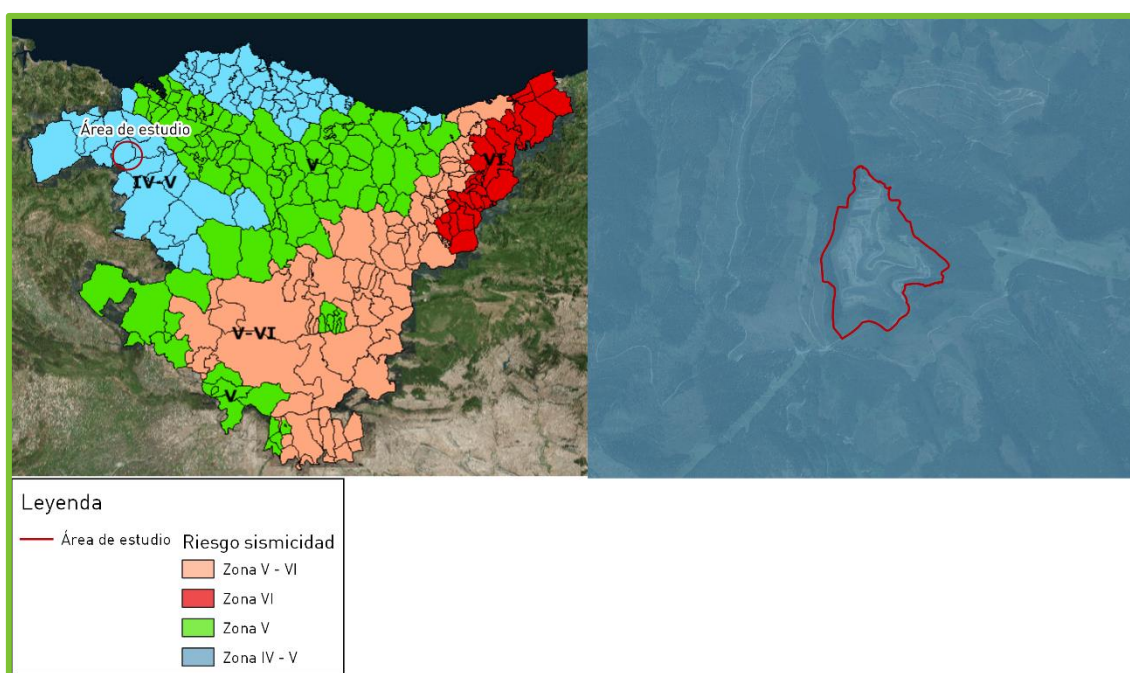 Área de estudio
IV-V
V
VI
V-VI
V
Leyenda
Área de estudio
Riesgo sismicidad
Zona V - VI
Zona VI
Zona V
Zona IV - V